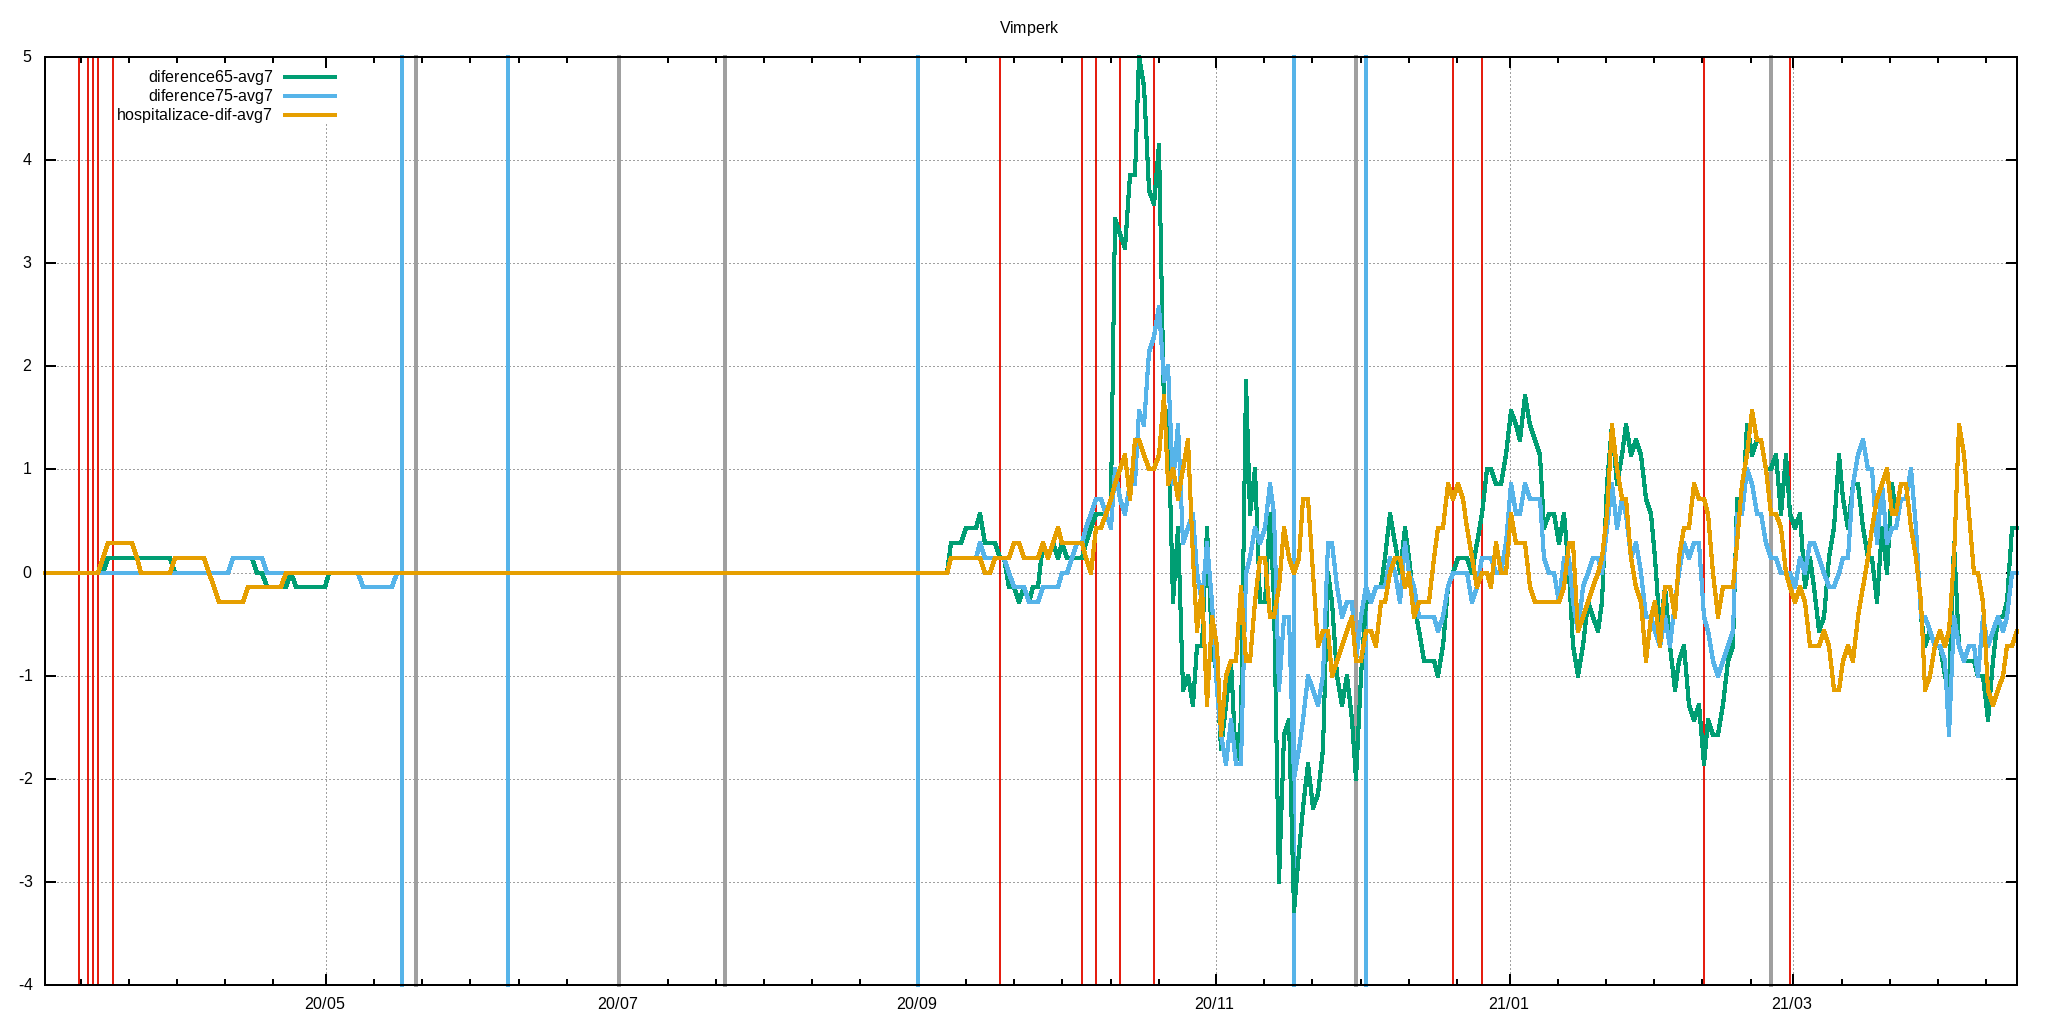 Vimperk
diference65-avg7
diference75-avg7
hospitalizace-dif-avg7
5
4
3
2
1
0
-1
-2
-3
-4
20/05 20/07 20/09 20/11 21/01 21/03